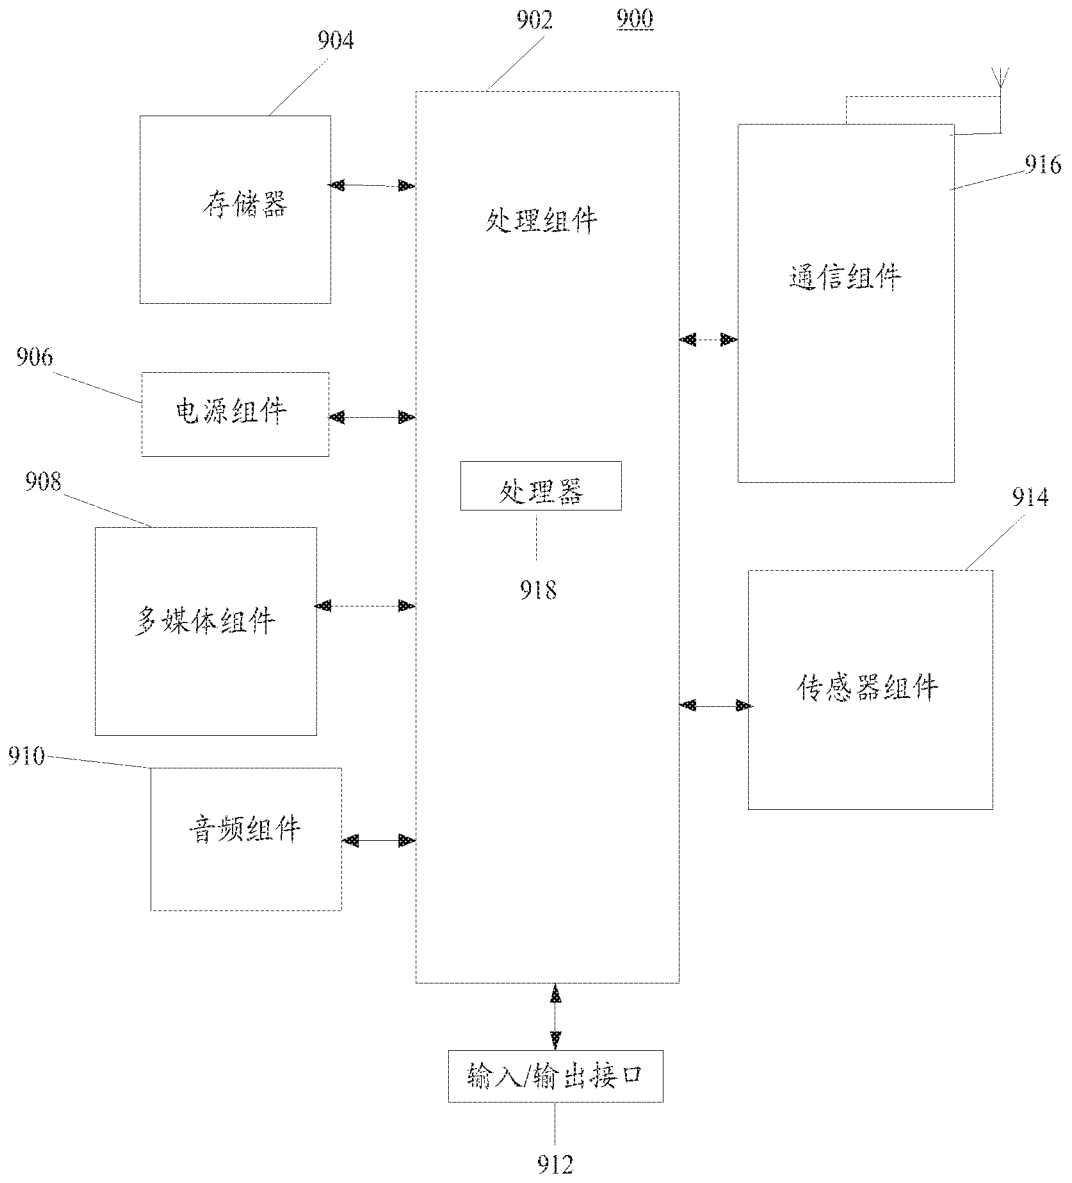 902
900
904
存储器
处理组件
916
通信组件
906
电源组件
908
处理器
914
918
多媒体组件
传感器组件
910
音频组件
输入/输出接口
912